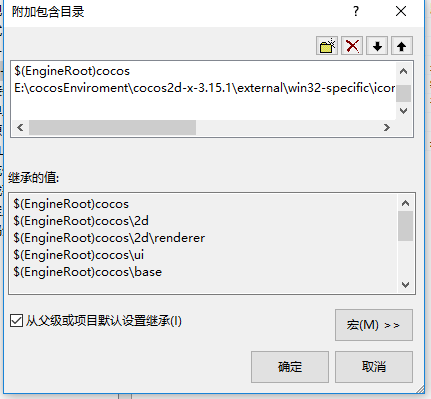 附加包含目录
$(EngineRoot)cocos
E:\cocosEnviroment\cocos2d-x-3.15.1\external\win32-specific\icon
继承的值:
$(EngineRoot)cocos
$(EngineRoot)cocos\2d
$(EngineRoot)cocos\2d\renderer
$(EngineRoot)cocos\ui
$(EngineRoot)cocos\base
从父级或项目默认设置继承(I)
宏(M) >>
确定
取消